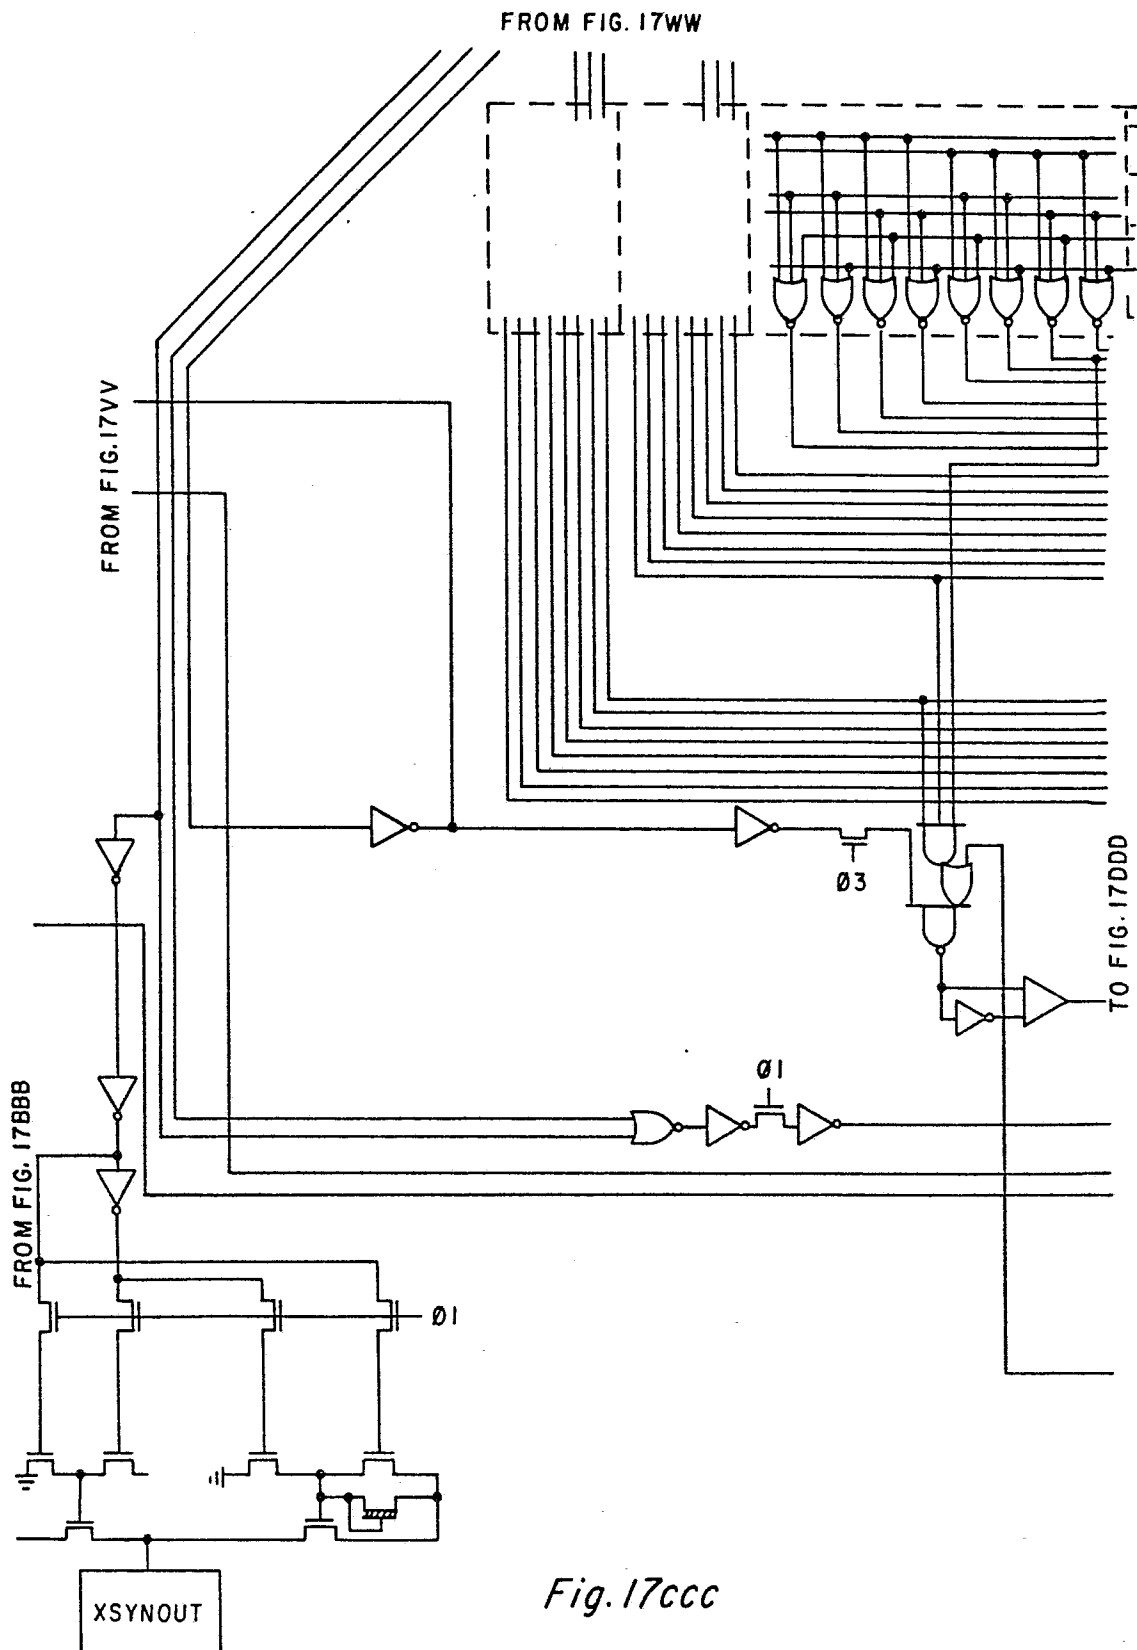 FROM FIG. 17WW
FROM FIG. 17VV
Ø3
TO FIG. 17DDD
Ø1
FROM FIG. 17BBB
Ø1
XSYNOUT
Fig. 17ccc